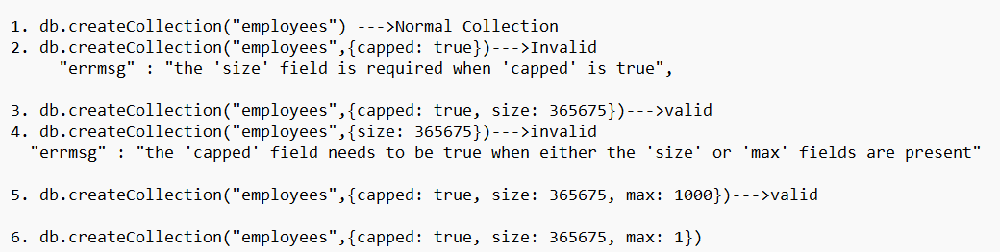 1. db.createCollection("employees") --->Normal Collection
2. db.createCollection("employees",{capped: true})--->Invalid
"errmsg" : "the 'size' field is required when 'capped' is true",
3. db.createCollection("employees",{capped: true, size: 365675})--->valid
4. db.createCollection("employees",{size: 365675})--->invalid
"errmsg" : "the 'capped' field needs to be true when either the 'size' or 'max' fields are present"
5. db.createCollection("employees",{capped: true, size: 365675, max: 1000})--->valid
6. db.createCollection("employees",{capped: true, size: 365675, max: 1})